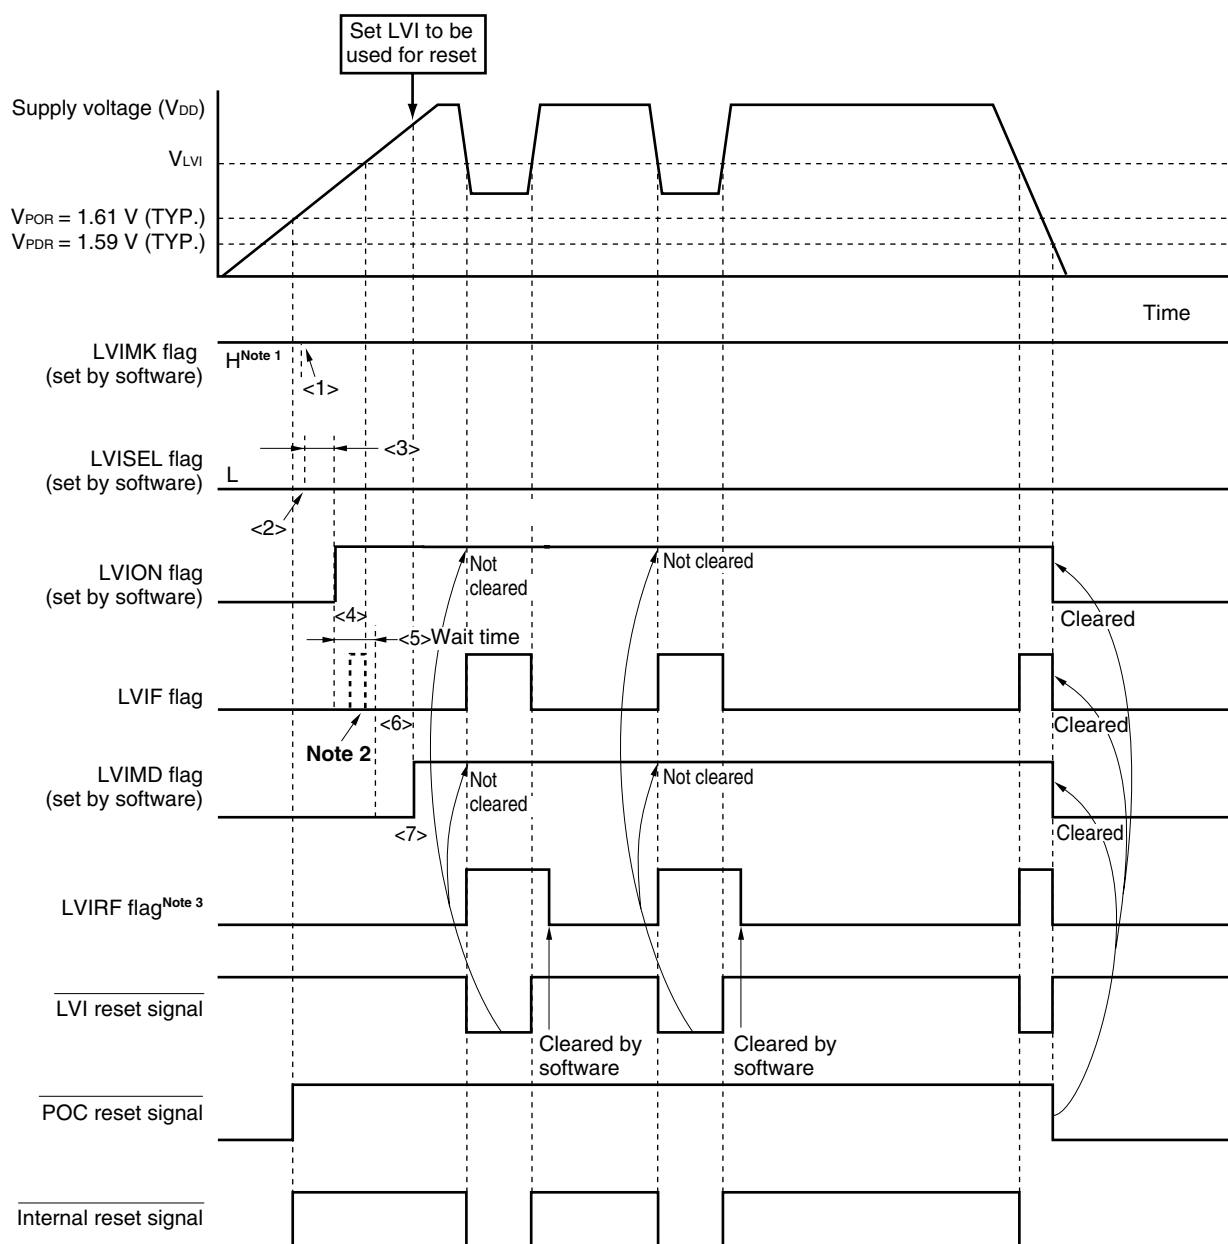 Set LVI to be
used for reset
Supply voltage (VDD)
VLVI
VPOR = 1.61 V (TYP.)
VPDR = 1.59 V (TYP.)
Time
LVIMK flag
(set by software)
H Note 1
<1>
LVISEL flag
(set by software)
L
<3>
<2>
LVION flag
(set by software)
Not
cleared
Not cleared
Cleared
<4>
<5> Wait time
LVIF flag
Note 2
<6>
Cleared
LVIMD flag
(set by software)
Not
cleared
Not cleared
<7>
Cleared
LVIRF flag Note 3
LVI reset signal
Cleared by
software
Cleared by
software
POC reset signal
Internal reset signal